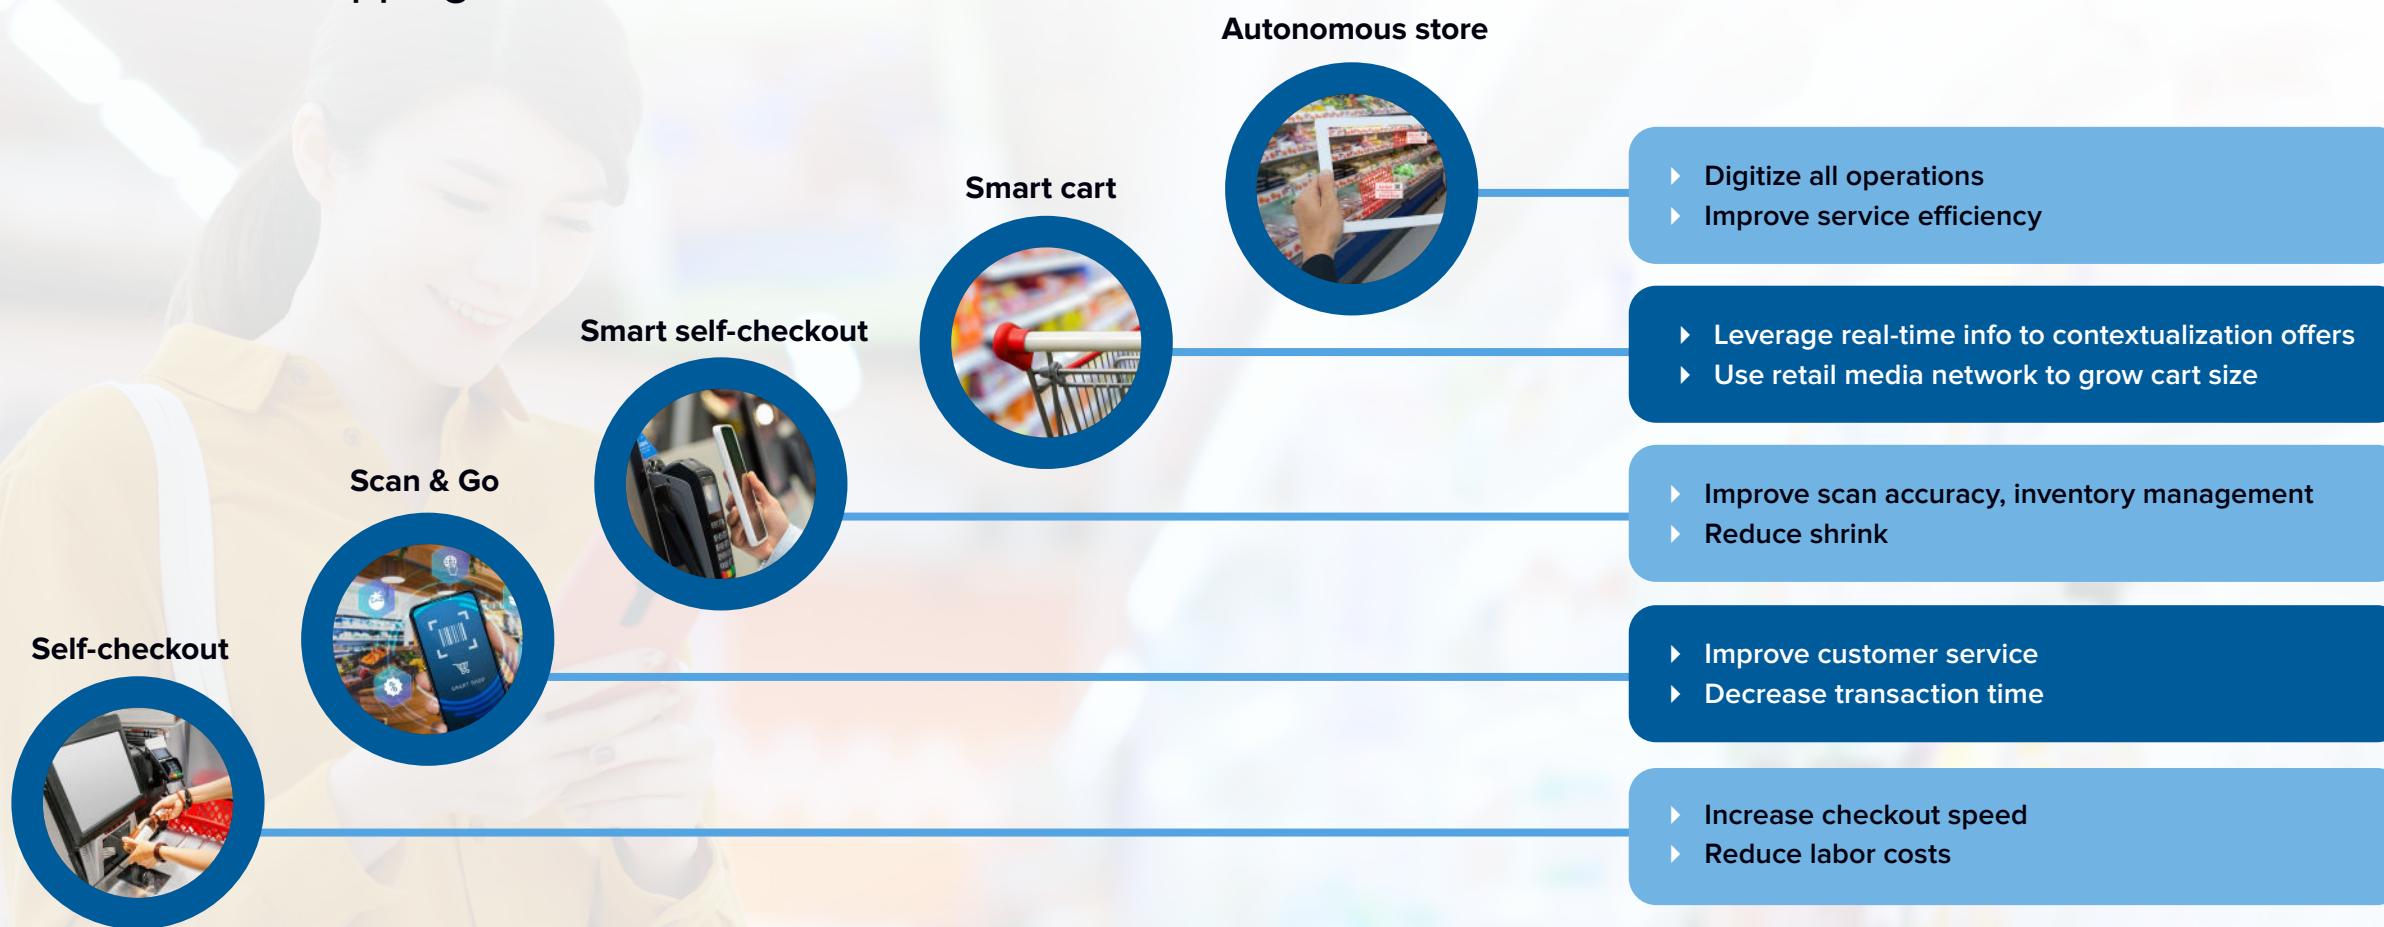 Autonomous store
Digitize all operations
Improve service efficiency
Smart cart
Leverage real-time info to contextualization offers
Use retail media network to grow cart size
Smart self-checkout
Improve scan accuracy, inventory management
Reduce shrink
Scan & Go
SMART SHOP
Improve customer service
Decrease transaction time
Self-checkout
Increase checkout speed
Reduce labor costs